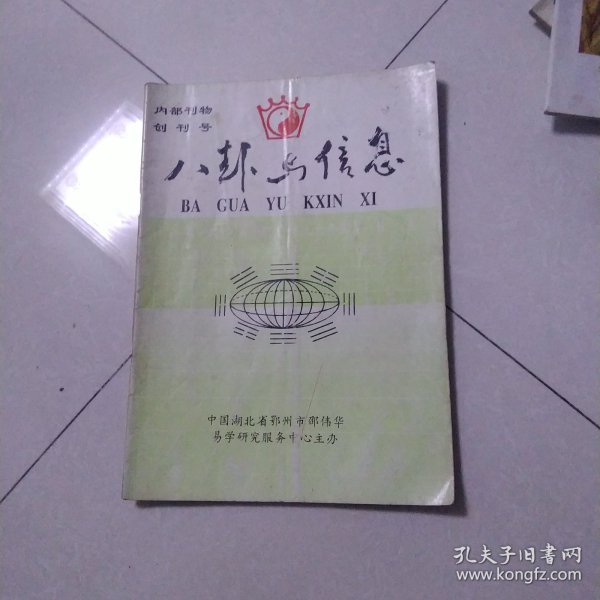 内部刊物
创刊号
八卦与信息
BA GUA YU KXIN XI
中国湖北省鄂州市邵伟华
易学研究服务中心主办
孔夫子旧书网
www.kongfz.com